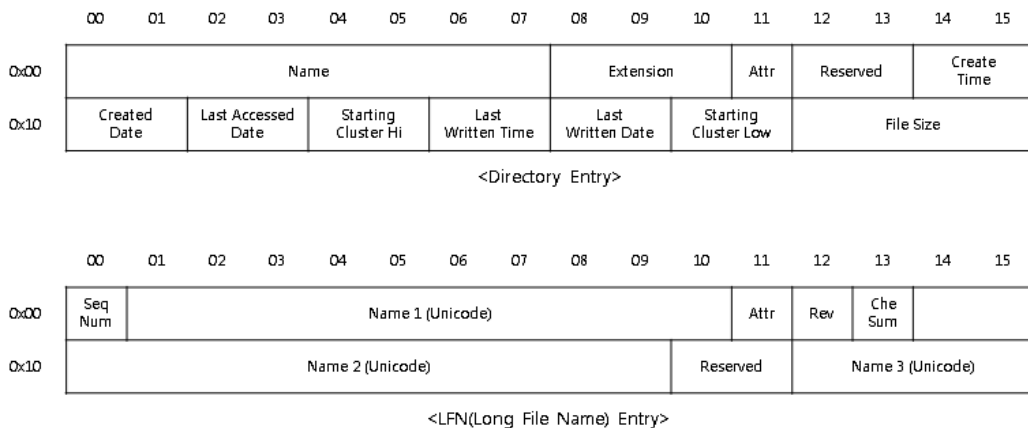 00 01 02 03 04 05 06 07 08 09 10 11 12 13 14 15
0x00 Name Extension Attr Reserved Create
Time
0x10 Created
Date Last Accessed
Date Starting
Cluster Hi Last
Written Time Last
Written Date Starting
Cluster Low File Size
<Directory Entry>
00 01 02 03 04 05 06 07 08 09 10 11 12 13 14 15
0x00 Seq
Num Name 1 (Unicode) Attr Rev Che
Sum
0x10 Name 2 (Unicode) Reserved Name 3 (Unicode)
<LFN(Long File Name) Entry>